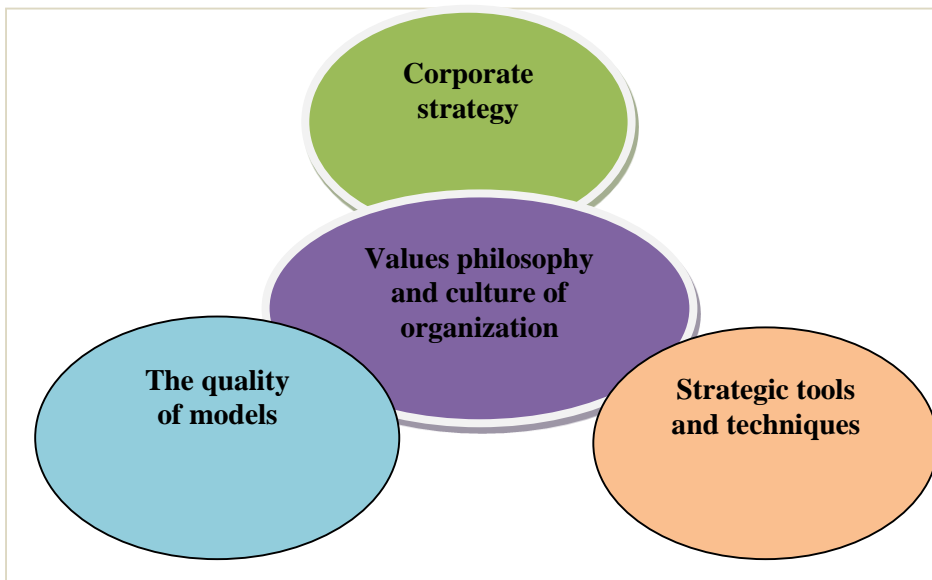 Corporate
strategy
Values philosophy
and culture of
organization
The quality
of models
Strategic tools
and techniques